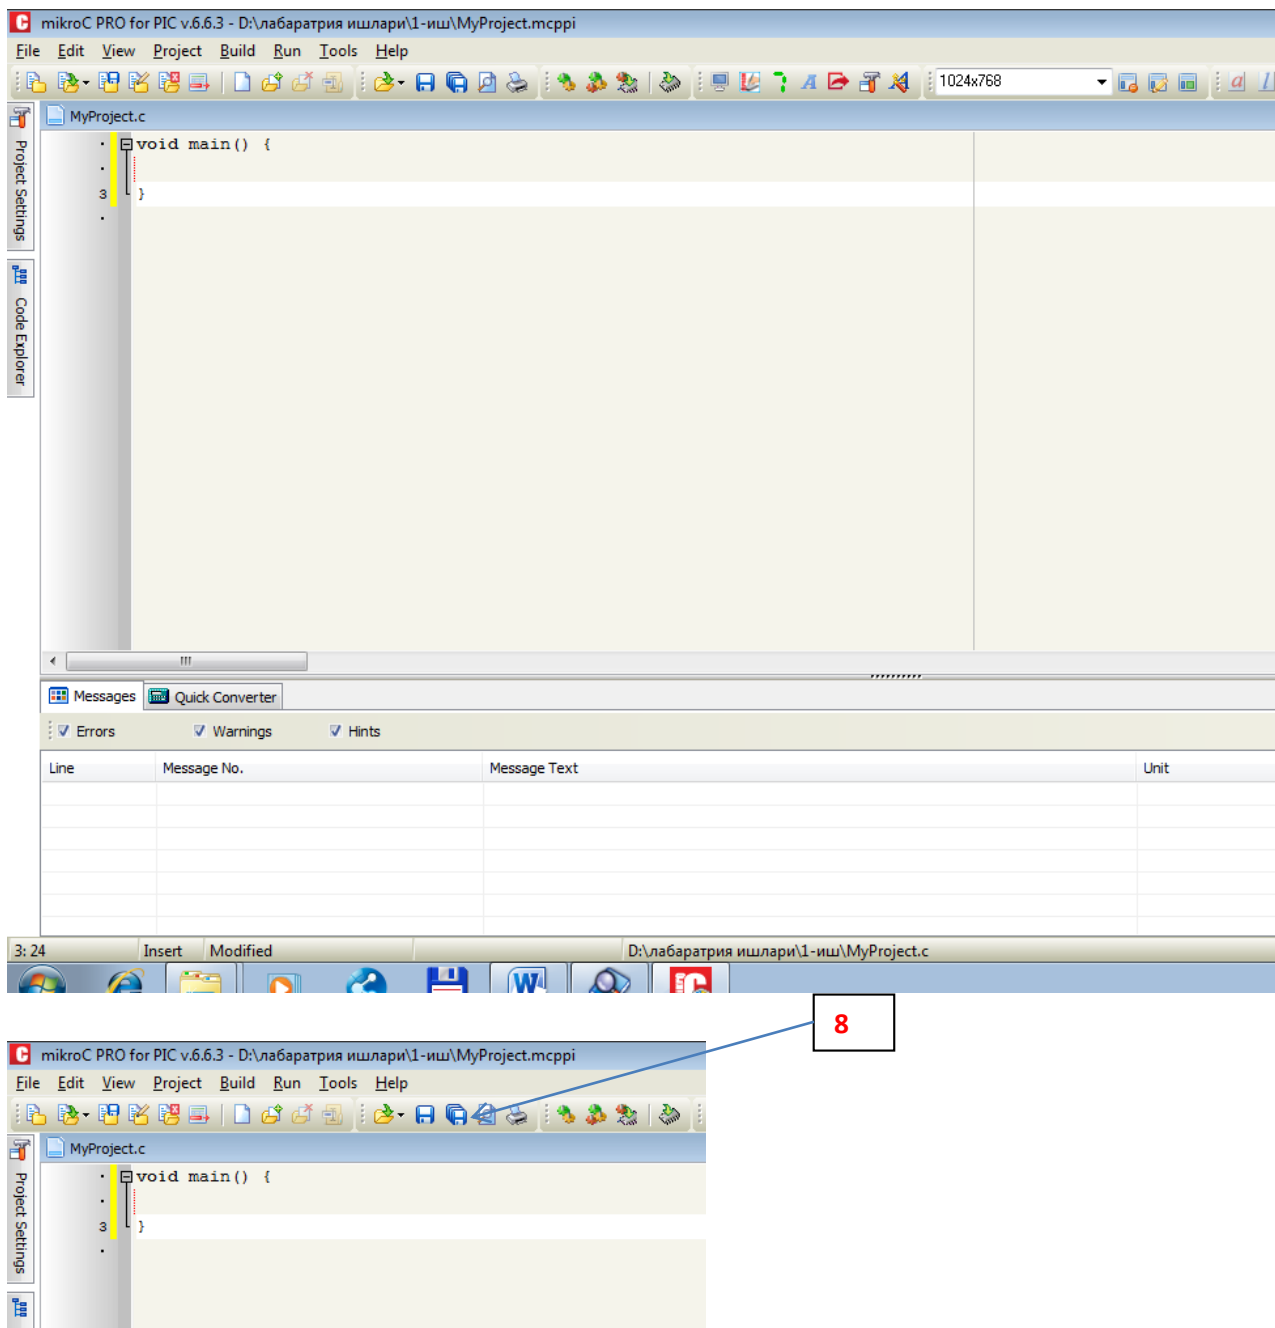 mikroC PRO for PIC v.6.6.3 - D:\лабаратрия ишлари\1-иш\MyProject.mcppi
File Edit View Project Build Run Tools Help
1024x768
MyProject.c
Project Settings
Code Explorer
void main() {
3 }
Messages Quick Converter
Errors Warnings Hints
Line Message No. Message Text Unit
3: 24 Insert Modified D:\лабаратрия ишлари\1-иш\MyProject.c
8
mikroC PRO for PIC v.6.6.3 - D:\лабаратрия ишлари\1-иш\MyProject.mcppi
File Edit View Project Build Run Tools Help
MyProject.c
Project Settings
void main() {
3 }